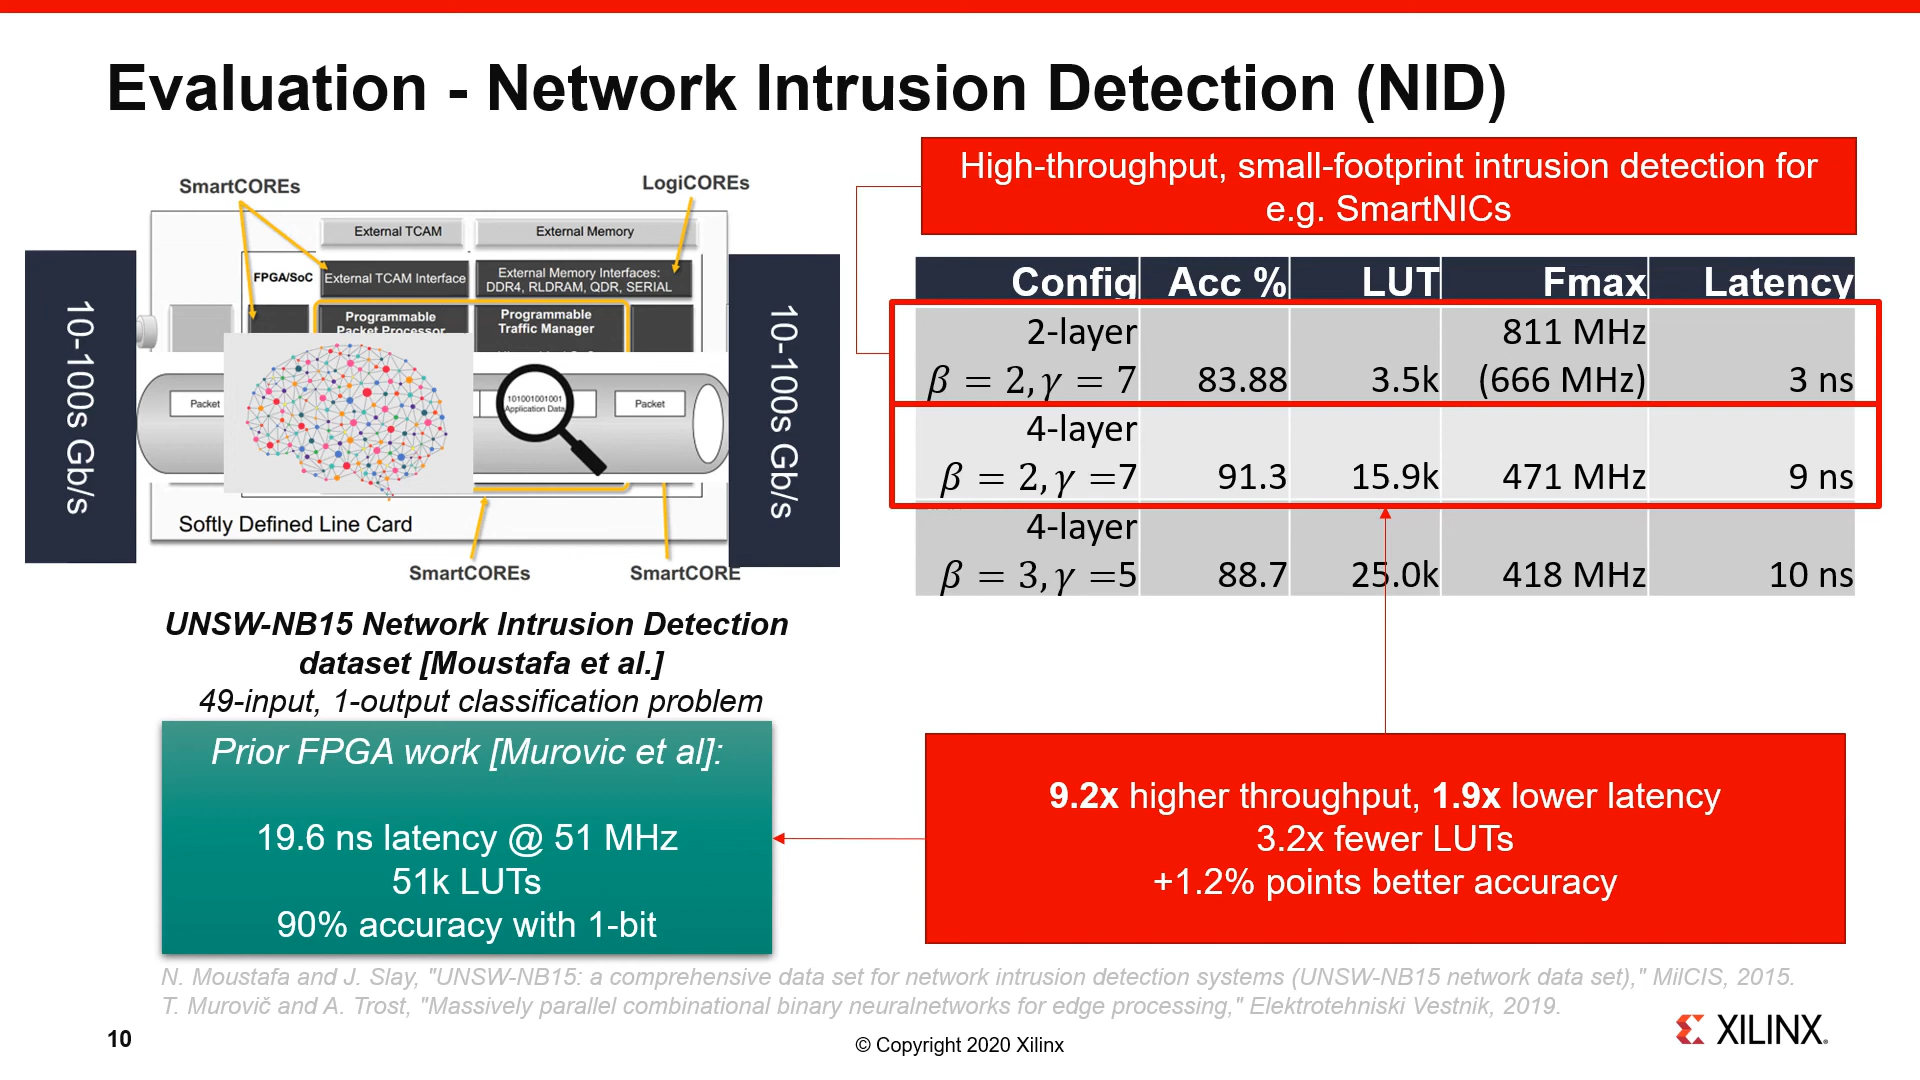 Evaluation - Network Intrusion Detection (NID)
SmartCOREs
LogiCOREs
External TCAM
External Memory
FPGA/SoC
External TCAM Interface
External Memory Interfaces:
DDR4, RLDRAM, QDR, SERIAL
Programmable
Packet Processor
Programmable
Traffic Manager
10-100s Gb/s
Packet
101001001001
Application Data
Packet
10-100s Gb/s
Softly Defined Line Card
SmartCOREs
SmartCORE
UNSW-NB15 Network Intrusion Detection
dataset [Moustafa et al.]
49-input, 1-output classification problem
Prior FPGA work [Murovic et al]:
19.6 ns latency @ 51 MHz
51k LUTs
90% accuracy with 1-bit
High-throughput, small-footprint intrusion detection for
e.g. SmartNICs
Config Acc % LUT Fmax Latency
2-layer 811 MHz
β = 2, γ = 7 83.88 3.5k (666 MHz) 3 ns
4-layer
β = 2, γ =7 91.3 15.9k 471 MHz 9 ns
4-layer
β = 3, γ =5 88.7 25.0k 418 MHz 10 ns
9.2x higher throughput, 1.9x lower latency
3.2x fewer LUTs
+1.2% points better accuracy
N. Moustafa and J. Slay, "UNSW-NB15: a comprehensive data set for network intrusion detection systems (UNSW-NB15 network data set)," MilCIS, 2015.
T. Murovič and A. Trost, "Massively parallel combinational binary neuralnetworks for edge processing," Elektrotehniski Vestnik, 2019.
10
© Copyright 2020 Xilinx
XILINX